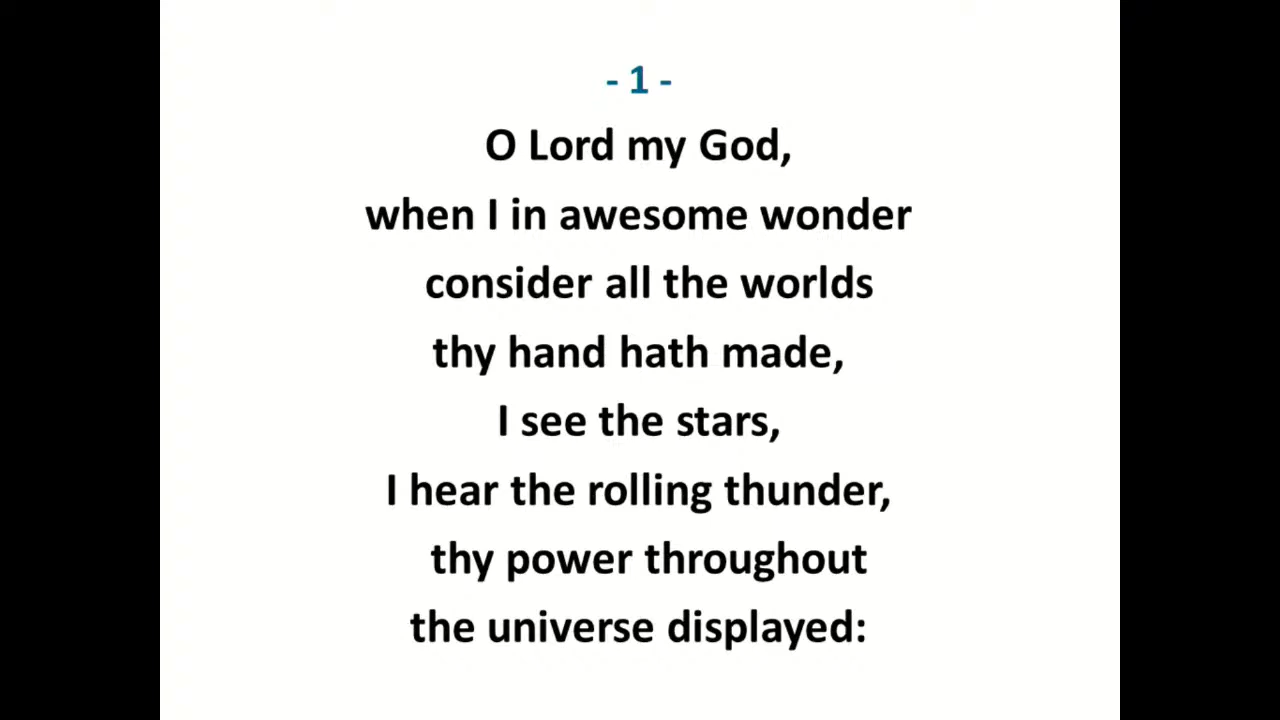 - 1 -
O Lord my God,
when I in awesome wonder
consider all the worlds
thy hand hath made,
I see the stars,
I hear the rolling thunder,
thy power throughout
the universe displayed: